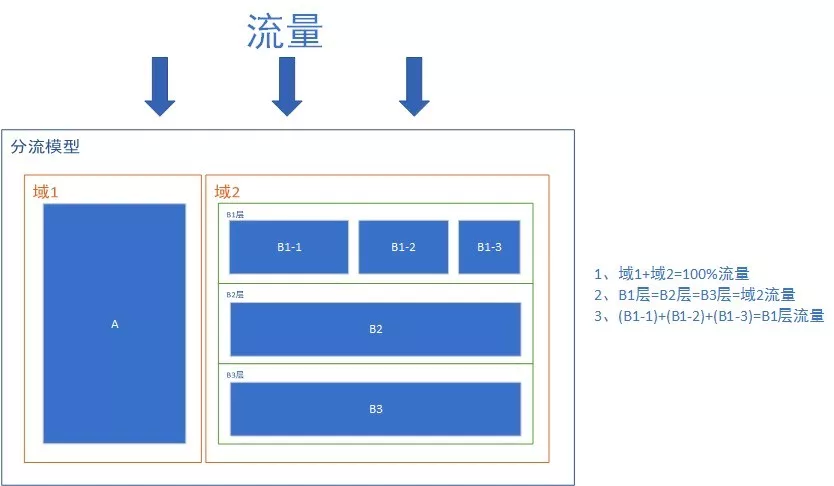 流量
分流模型
域1
域2
A
B1层
B1-1
B1-2
B1-3
B2层
B2
B3层
B3
1、域1+域2=100%流量
2、B1层=B2层=B3层=域2流量
3、(B1-1)+(B1-2)+(B1-3)=B1层流量